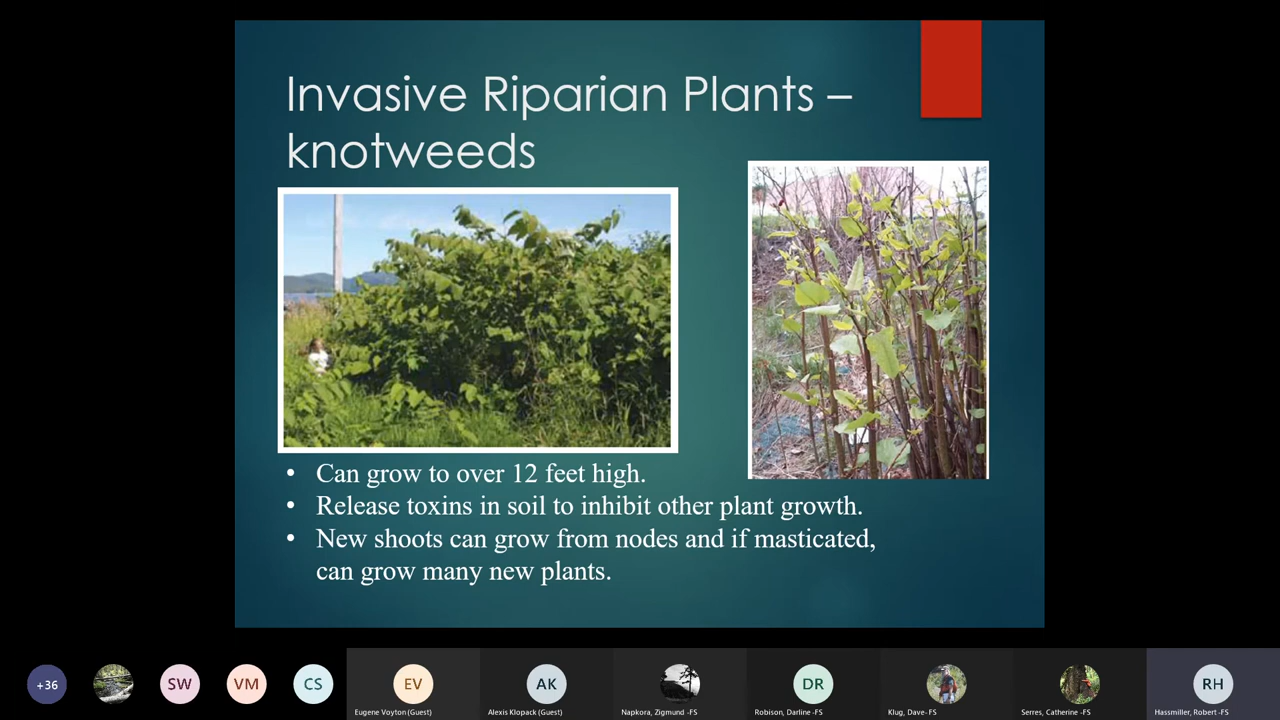 Invasive Riparian Plants –
knotweeds
• Can grow to over 12 feet high.
• Release toxins in soil to inhibit other plant growth.
• New shoots can grow from nodes and if masticated,
can grow many new plants.
+36
SW
VM
CS
EV
AK
DR
RH
Eugene Voyton (Guest)
Alexis Klopack (Guest)
Napkora, Zigmund -FS
Robison, Darline -FS
Klug, Dave- FS
Serres, Catherine -FS
Hassmiller, Robert -FS